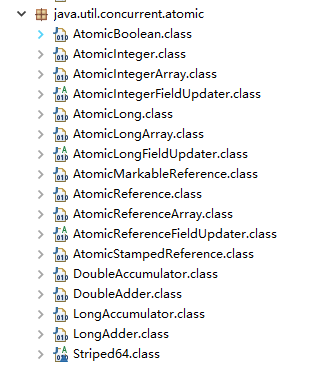 java.util.concurrent.atomic
AtomicBoolean.class
AtomicInteger.class
AtomicIntegerArray.class
AtomicIntegerFieldUpdater.class
AtomicLong.class
AtomicLongArray.class
AtomicLongFieldUpdater.class
AtomicMarkableReference.class
AtomicReference.class
AtomicReferenceArray.class
AtomicReferenceFieldUpdater.class
AtomicStampedReference.class
DoubleAccumulator.class
DoubleAdder.class
LongAccumulator.class
LongAdder.class
Striped64.class